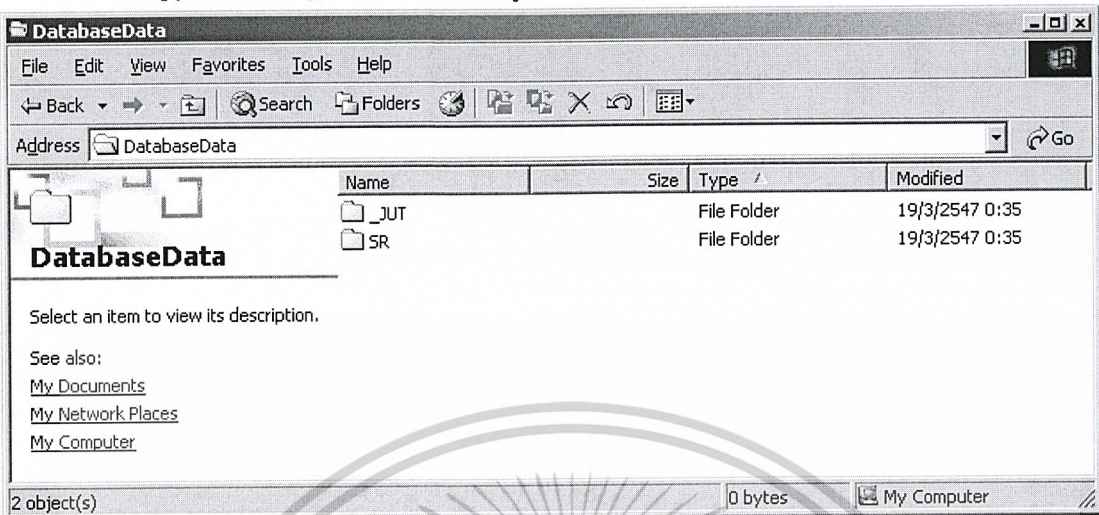 DatabaseData
File Edit View Favorites Tools Help
Back Search Folders
Address DatabaseData Go
Name Size Type Modified
_JUT File Folder 19/3/2547 0:35
SR File Folder 19/3/2547 0:35
DatabaseData
Select an item to view its description.
See also:
My Documents
My Network Places
My Computer
2 object(s) 0 bytes My Computer